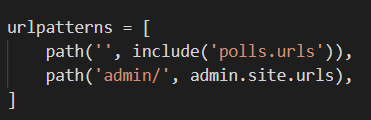 urlpatterns = [
    path('', include('polls.urls')),
    path('admin/', admin.site.urls),
]